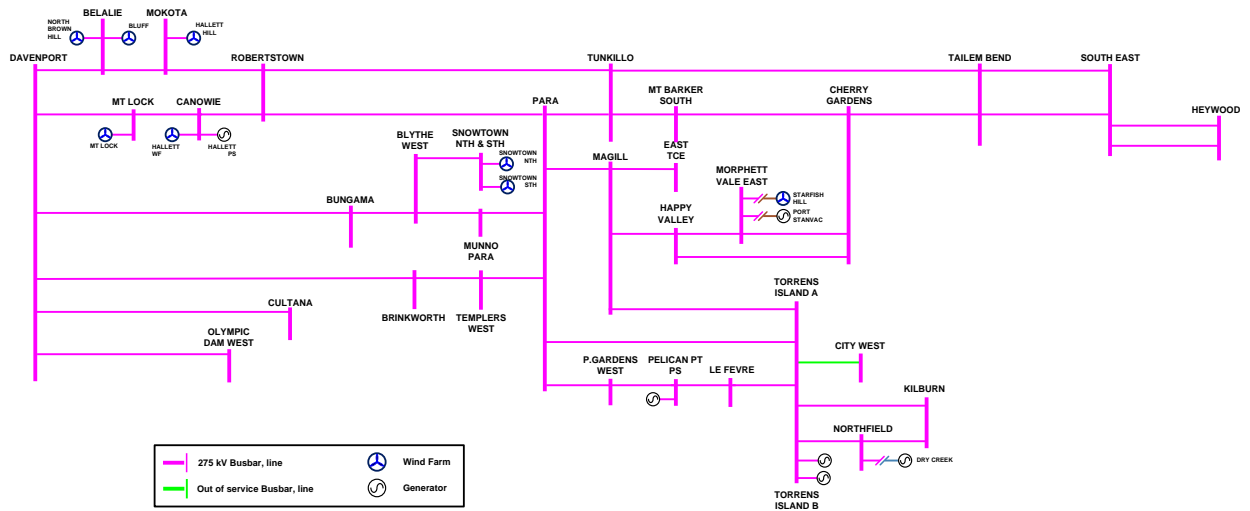 BELALIE
MOKOTA
NORTH
BROWN
HILL
BLUFF
HALLETT
HILL
DAVENPORT
ROBERTSTOWN
TUNKILLO
TAILEM BEND
SOUTH EAST
MT LOCK
CANOWIE
PARA
MT BARKER
SOUTH
CHERRY
GARDENS
HEYWOOD
MT LOCK
HALLETT
WF
HALLETT
PS
BLYTHE
WEST
SNOWTOWN
NTH & STH
SNOWTOWN
NTH
SNOWTOWN
STH
MAGILL
EAST
TCE
MORPHETT
VALE EAST
STARFISH
HILL
PORT
STANVAC
BUNGAMA
HAPPY
VALLEY
MUNNO
PARA
CULTANA
BRINKWORTH
TEMPLERS
WEST
TORRENS
ISLAND A
OLYMPIC
DAM WEST
CITY WEST
P.GARDENS
WEST
PELICAN PT
PS
LE FEVRE
KILBURN
NORTHFIELD
DRY CREEK
TORRENS
ISLAND B
275 kV Busbar, line
Wind Farm
Out of service Busbar, line
Generator